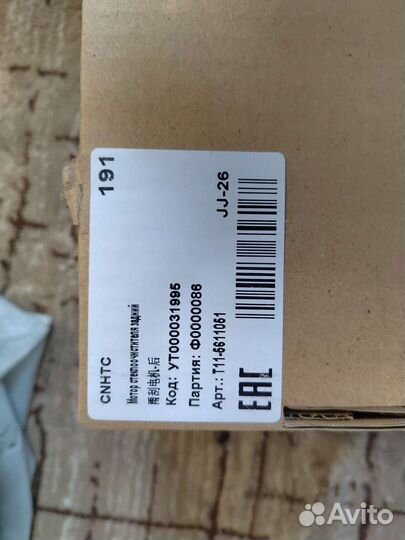 191
CNHTC
Мотор стеклоочистителя задний
雨刮电机-后
Код: УТ000031995
Партия: Ф0000086
Арт.: T11-5611051
JJ-26
EAC
Avito